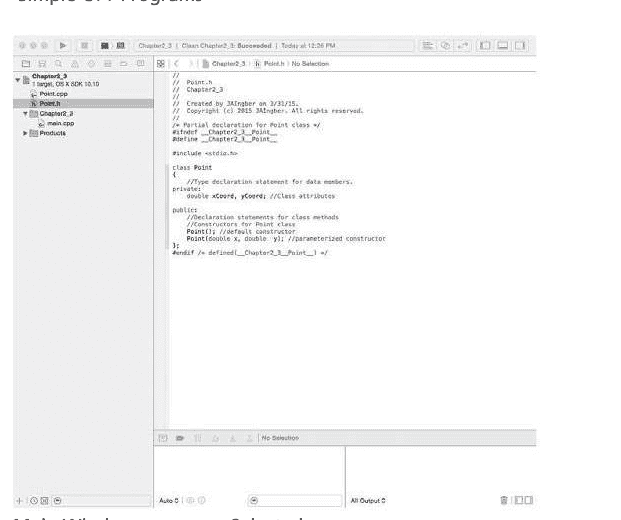 Simple C++ Programs
Chapter2_3 | Clean Chapter2_3: Succeeded | Today at 12:26 PM
Chapter2_3 Point.h No Selection
Chapter2_3
1 target, OS X SDK 10.10
Point.cpp
Point.h
Chapter2_3
main.cpp
Products
//
// Point.h
// Chapter2_3
//
// Created by JAIngber on 3/31/15.
// Copyright (c) 2015 JAIngber. All rights reserved.
//
/* Partial declaration for Point class */
#ifndef __Chapter2_3__Point__
#define __Chapter2_3__Point__
#include <stdio.h>
class Point
{
//Type declaration statement for data members.
private:
double xCoord, yCoord; //Class attributes
public:
//Declaration statements for class methods
//Constructors for Point class
Point(); //default constructor
Point(double x, double y); //parameterized constructor
};
#endif /* defined(__Chapter2_3__Point__) */
No Selection
Auto
All Output